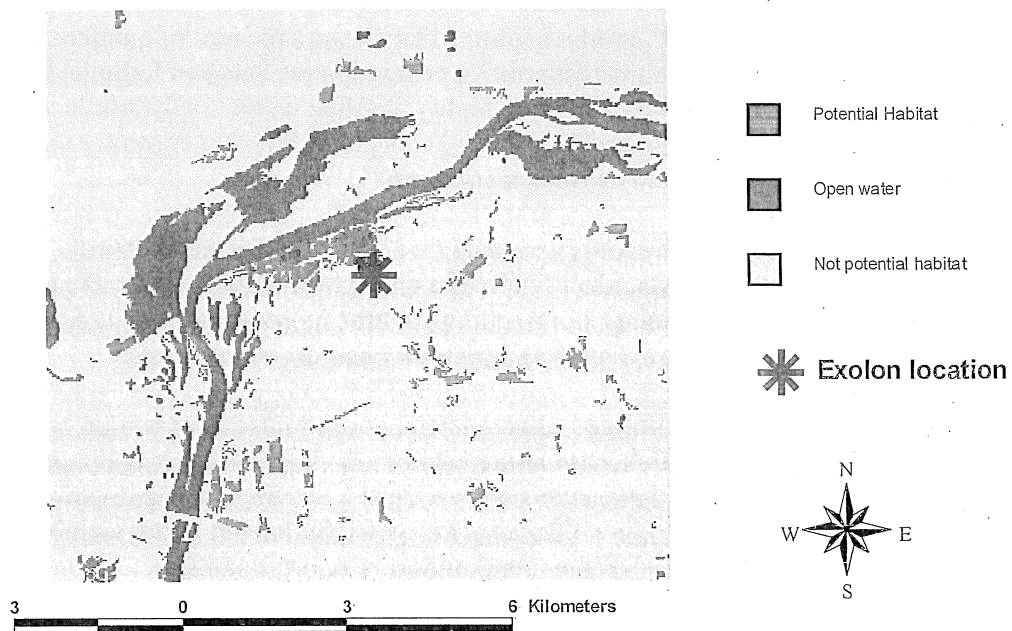 Potential Habitat
Open water
Not potential habitat
Exolon location
N
W E
S
3 0 3 6 Kilometers